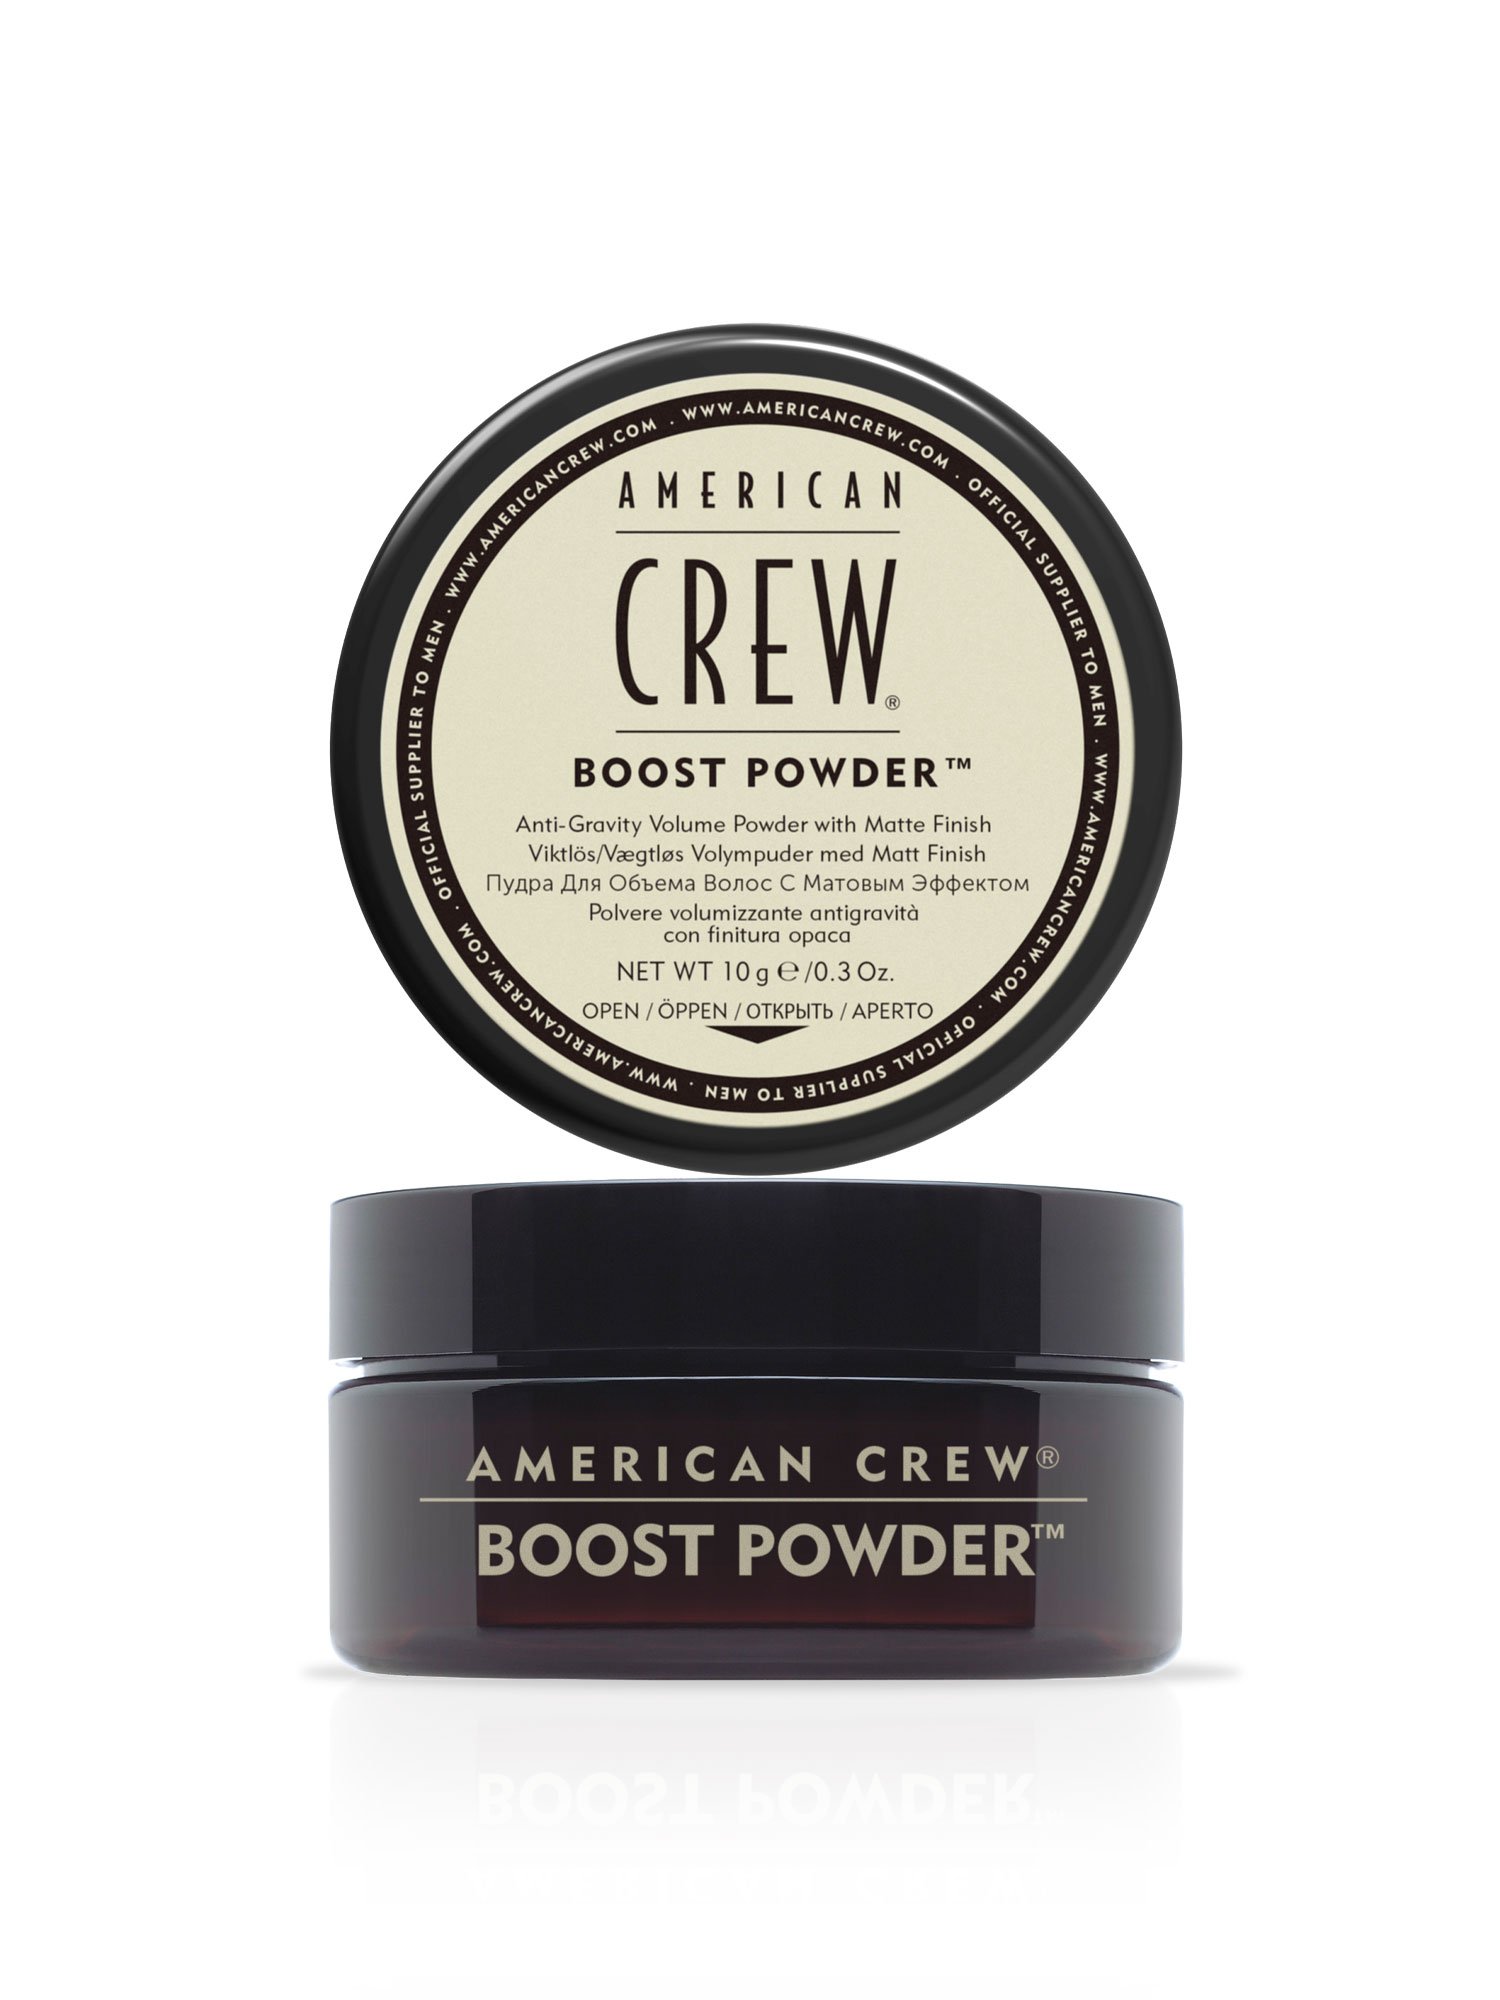 WWW.AMERICANCREW.COM . OFFICIAL SUPPLIER TO MEN . WWW.AMERICANCREW.COM . OFFICIAL SUPPLIER TO MEN . WWW.AMERICANCREW.COM . OFFICIAL SUPPLIER TO MEN . WWW.AMERICANCREW.COM .
AMERICAN
CREW®
BOOST POWDER™
Anti-Gravity Volume Powder with Matte Finish
Viktlös/Vægtløs Volympuder med Matt Finish
Пудра Для Объема Волос С Матовым Эффектом
Polvere volumizzante antigravità
con finitura opaca
NET WT 10 g ℮ /0.3 Oz.
OPEN / ÖPPEN / ОТКРЫТЬ / APERTO
AMERICAN CREW®
BOOST POWDER™